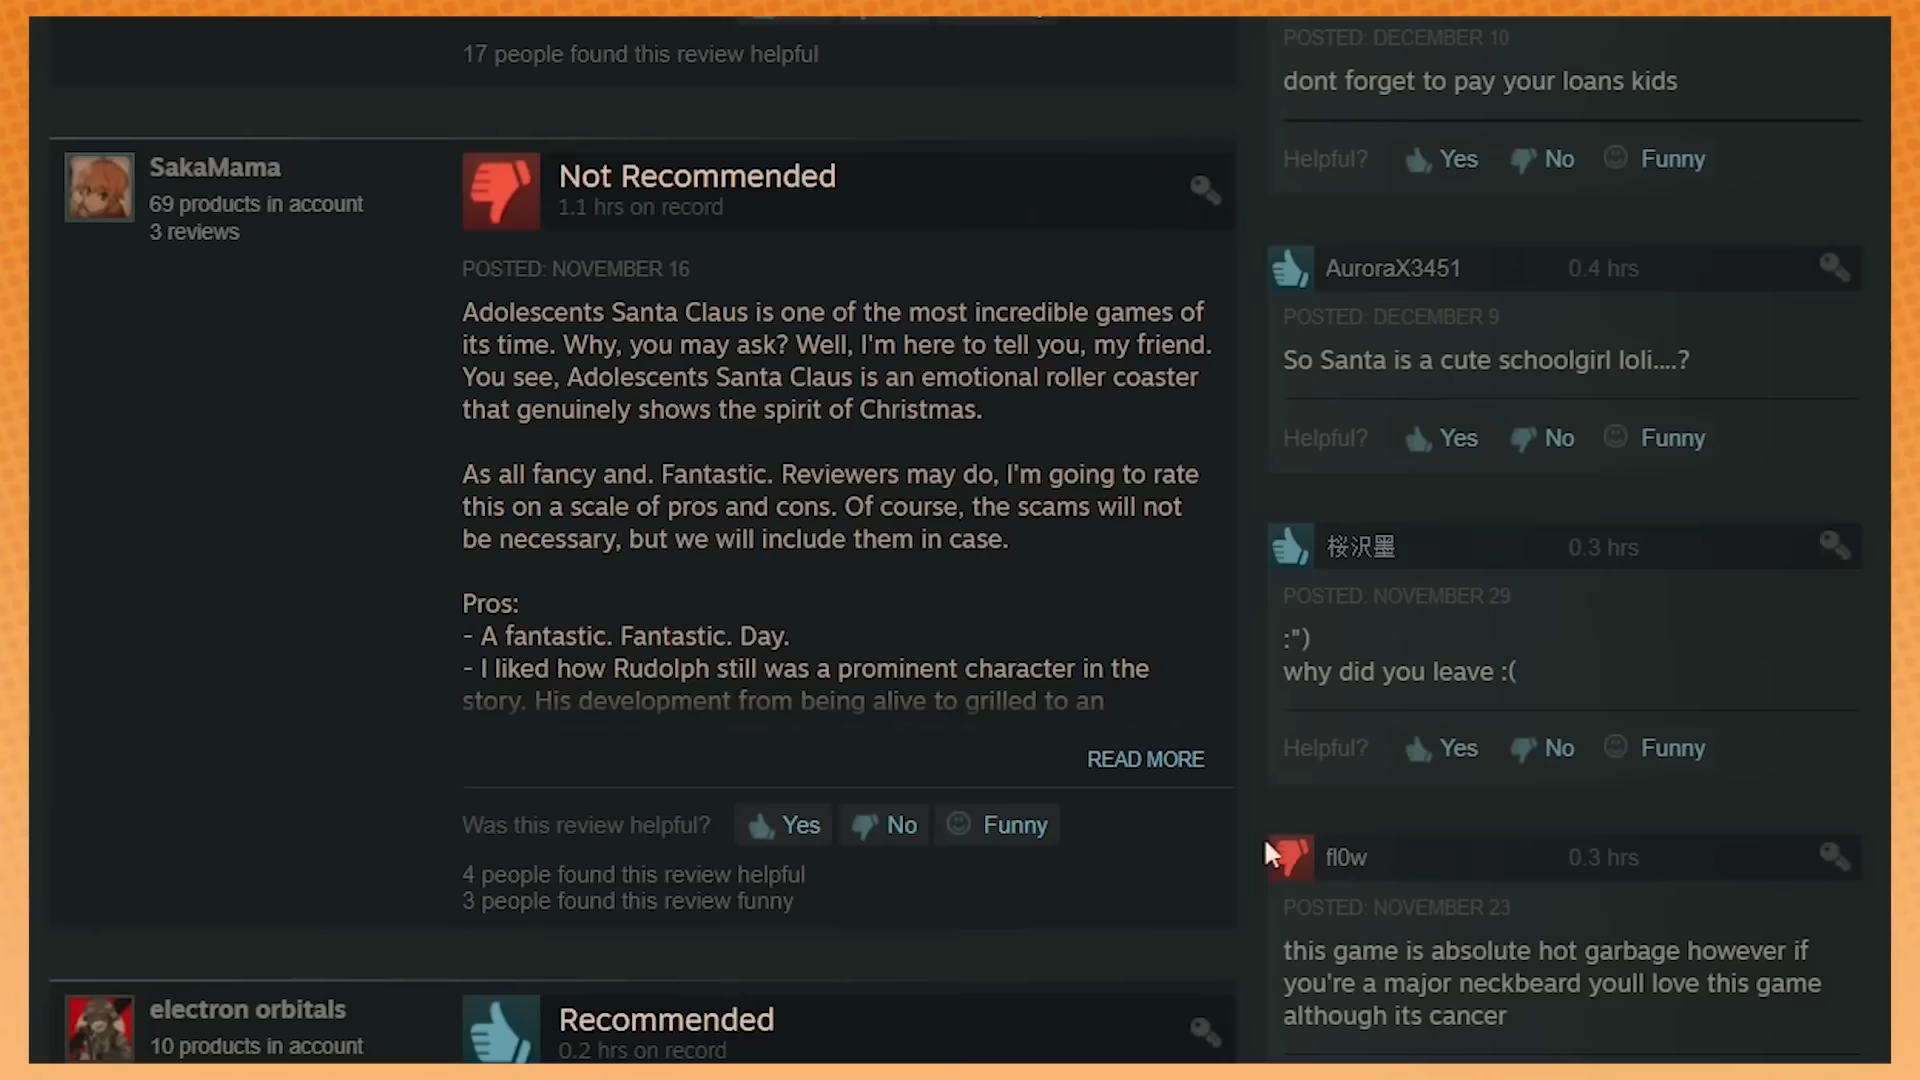 17 people found this review helpful
SakaMama
69 products in account
3 reviews
Not Recommended
1.1 hrs on record
POSTED: NOVEMBER 16
Adolescents Santa Claus is one of the most incredible games of
its time. Why, you may ask? Well, I'm here to tell you, my friend.
You see, Adolescents Santa Claus is an emotional roller coaster
that genuinely shows the spirit of Christmas.
As all fancy and. Fantastic. Reviewers may do, I'm going to rate
this on a scale of pros and cons. Of course, the scams will not
be necessary, but we will include them in case.
Pros:
- A fantastic. Fantastic. Day.
- I liked how Rudolph still was a prominent character in the
story. His development from being alive to grilled to an
READ MORE
Was this review helpful? Yes No Funny
4 people found this review helpful
3 people found this review funny
electron orbitals
10 products in account
Recommended
0.2 hrs on record
POSTED: DECEMBER 10
dont forget to pay your loans kids
Helpful? Yes No Funny
AuroraX3451 0.4 hrs
POSTED: DECEMBER 9
So Santa is a cute schoolgirl loli....?
Helpful? Yes No Funny
桜沢墨 0.3 hrs
POSTED: NOVEMBER 29
:")
why did you leave :(
Helpful? Yes No Funny
fl0w 0.3 hrs
POSTED: NOVEMBER 23
this game is absolute hot garbage however if
you're a major neckbeard youll love this game
although its cancer